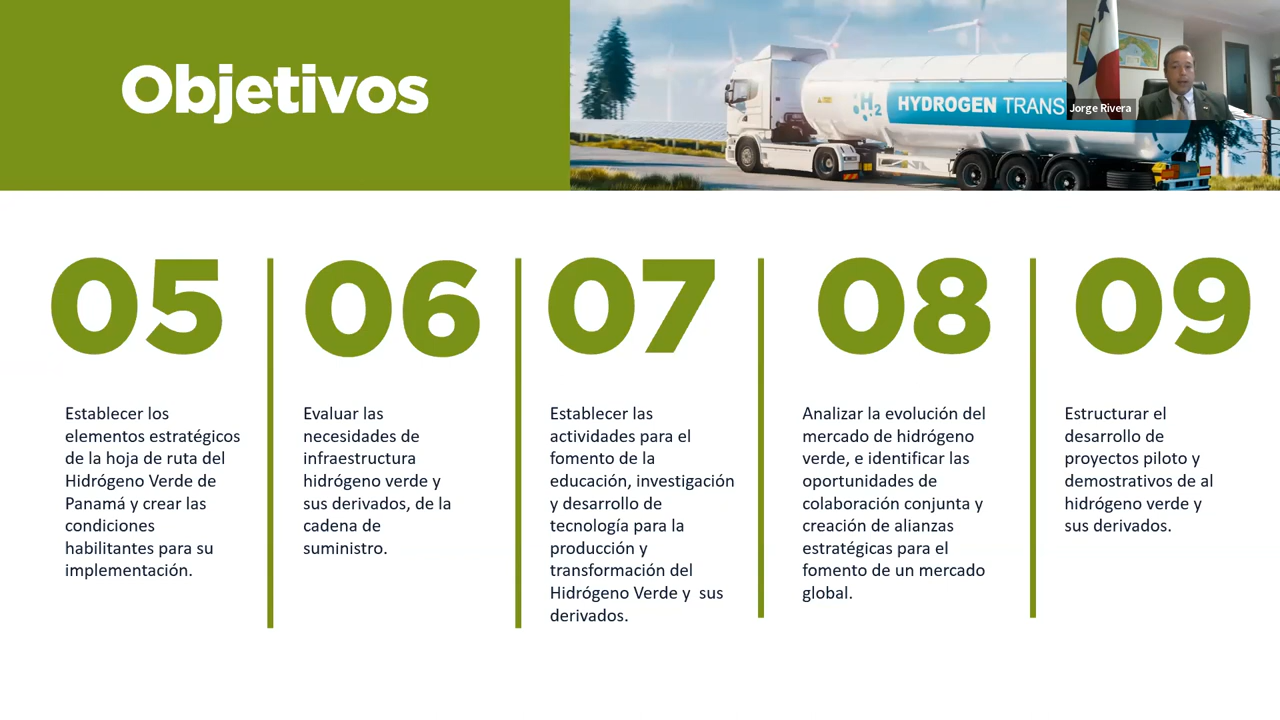 Objetivos
H2
HYDROGEN TRANS
Jorge Rivera
05
Establecer los
elementos estratégicos
de la hoja de ruta del
Hidrógeno Verde de
Panamá y crear las
condiciones
habilitantes para su
implementación.
06
Evaluar las
necesidades de
infraestructura
hidrógeno verde y
sus derivados, de la
cadena de
suministro.
07
Establecer las
actividades para el
fomento de la
educación, investigación
y desarrollo de
tecnología para la
producción y
transformación del
Hidrógeno Verde y  sus
derivados.
08
Analizar la evolución del
mercado de hidrógeno
verde, e identificar las
oportunidades de
colaboración conjunta y
creación de alianzas
estratégicas para el
fomento de un mercado
global.
09
Estructurar el
desarrollo de
proyectos piloto y
demostrativos de al
hidrógeno verde y
sus derivados.